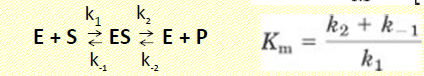 k₁ k₂
E + S ⇄ ES ⇄ E + P
k₋₁ k₋₂
Kₘ = (k₂ + k₋₁) / k₁